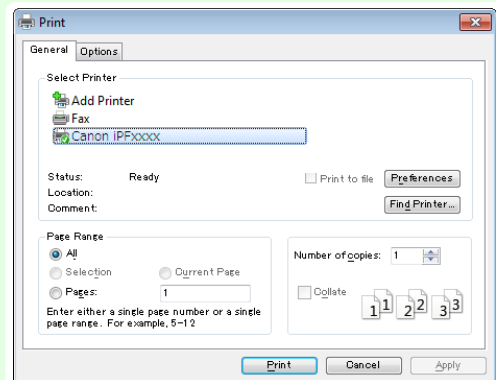 Print
General Options
Select Printer
Add Printer
Fax
Canon iPFxxxx
Status: Ready
Location:
Comment:
Print to file Preferences
Find Printer...
Page Range
All
Selection Current Page
Pages: 1
Enter either a single page number or a single
page range. For example, 5-12
Number of copies: 1
Collate
1 1 2 2 3 3
Print Cancel Apply